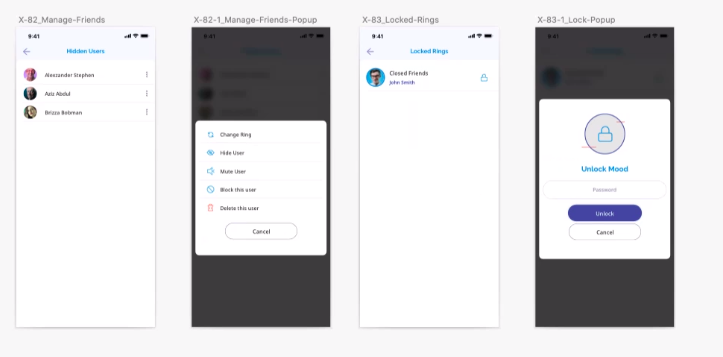 X-82_Manage-Friends
9:41
Hidden Users
Alexzander Stephen
Aziz Abdul
Brizza Bobman
X-82-1_Manage-Friends-Popup
9:41
Change Ring
Hide User
Mute User
Block this user
Delete this user
Cancel
X-83_Locked-Rings
9:41
Locked Rings
Closed Friends
John Smith
X-83-1_Lock-Popup
9:41
Unlock Mood
Password
Unlock
Cancel